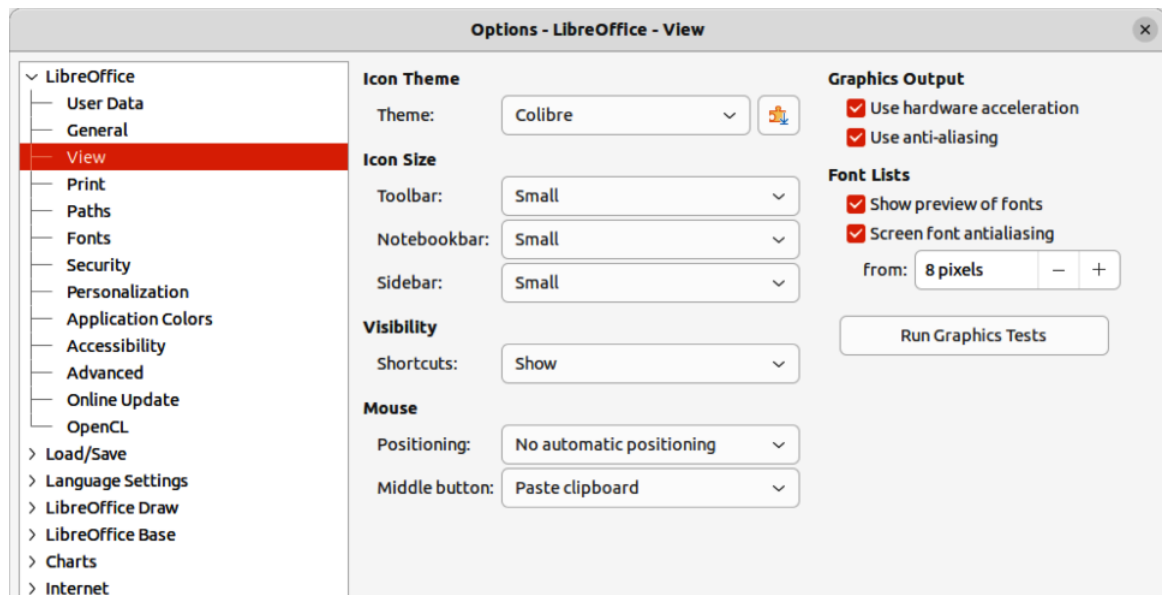 Options - LibreOffice - View
LibreOffice
User Data
General
View
Print
Paths
Fonts
Security
Personalization
Application Colors
Accessibility
Advanced
Online Update
OpenCL
Load/Save
Language Settings
LibreOffice Draw
LibreOffice Base
Charts
Internet
Icon Theme
Theme: Colibre
Icon Size
Toolbar: Small
Notebookbar: Small
Sidebar: Small
Visibility
Shortcuts: Show
Mouse
Positioning: No automatic positioning
Middle button: Paste clipboard
Graphics Output
Use hardware acceleration
Use anti-aliasing
Font Lists
Show preview of fonts
Screen font antialiasing
from: 8 pixels
Run Graphics Tests